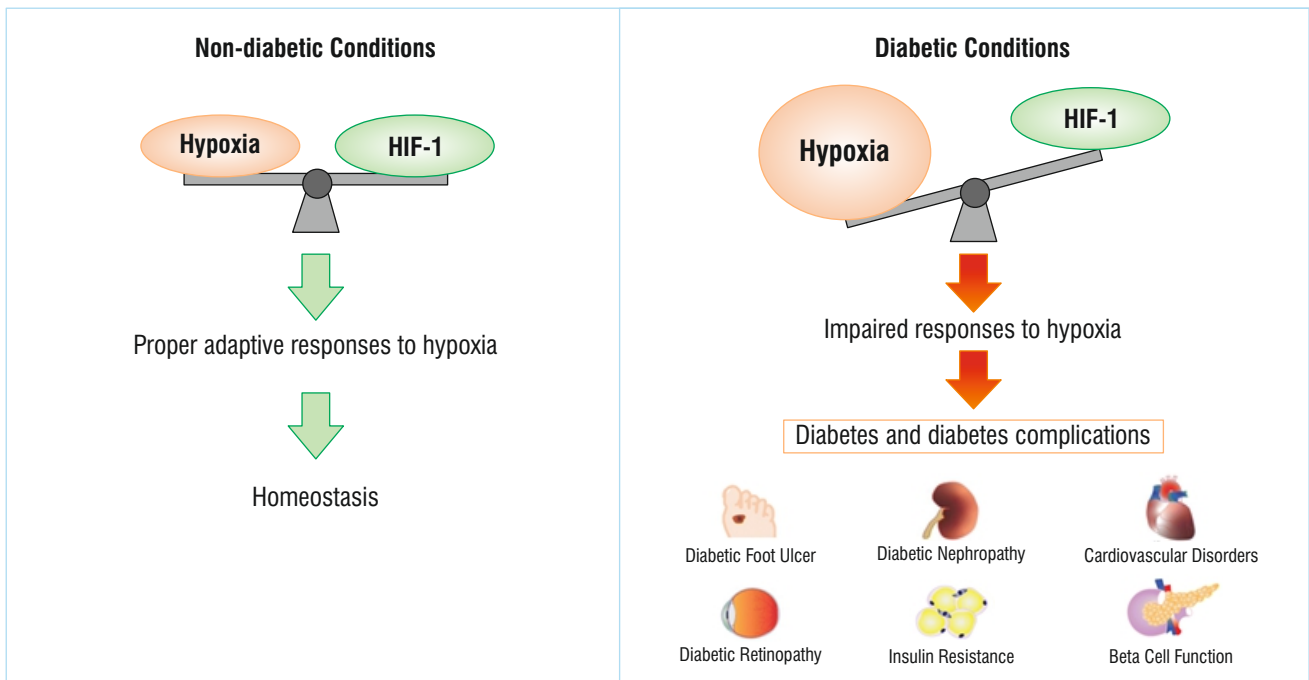 Non-diabetic Conditions
Hypoxia
HIF-1
Proper adaptive responses to hypoxia
Homeostasis
Diabetic Conditions
Hypoxia
HIF-1
Impaired responses to hypoxia
Diabetes and diabetes complications
Diabetic Foot Ulcer
Diabetic Nephropathy
Cardiovascular Disorders
Diabetic Retinopathy
Insulin Resistance
Beta Cell Function